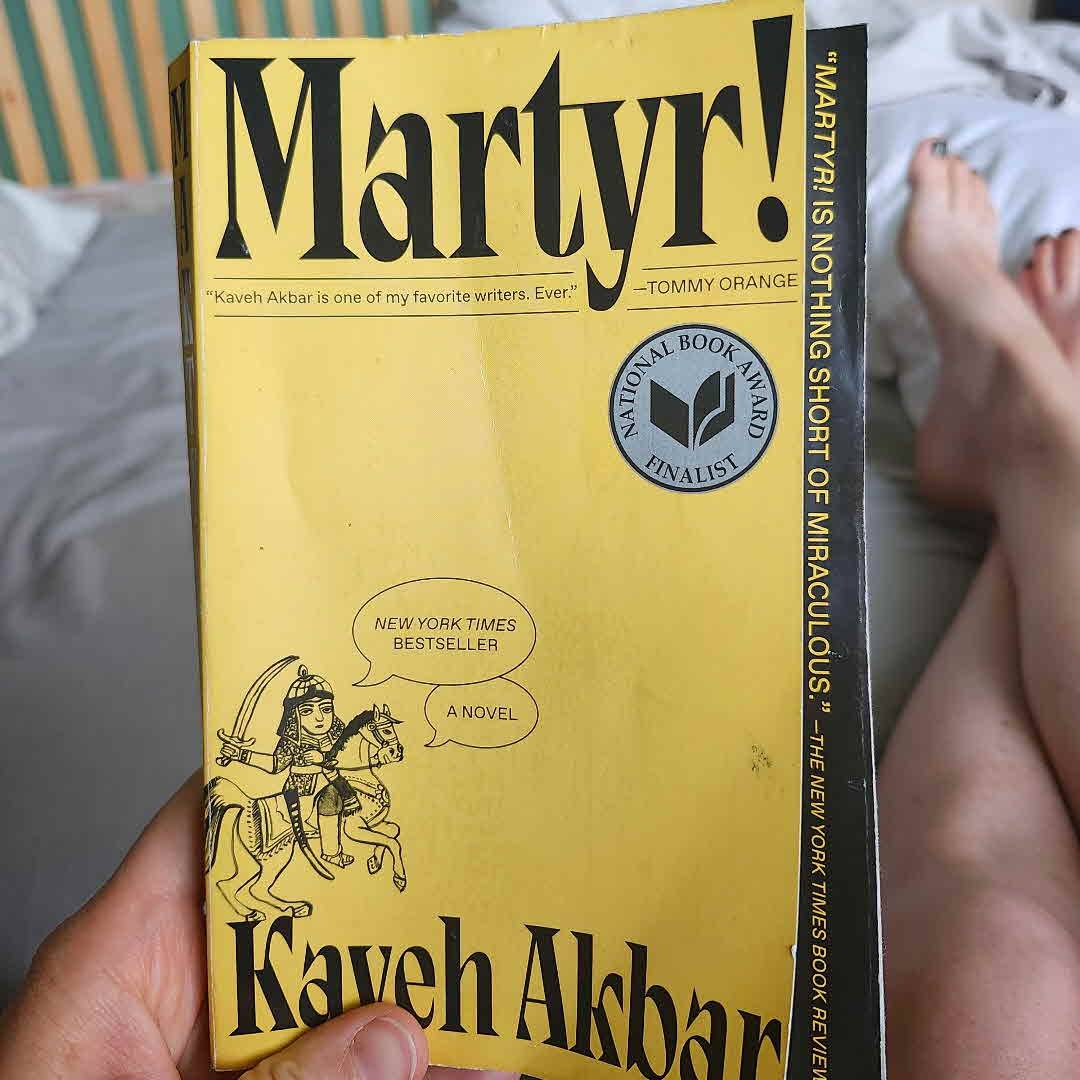 Martyr!
“Kaveh Akbar is one of my favorite writers. Ever.” —TOMMY ORANGE
NATIONAL BOOK AWARD
FINALIST
NEW YORK TIMES
BESTSELLER
A NOVEL
Kaveh Akbar
“MARTYR! IS NOTHING SHORT OF MIRACULOUS.” —THE NEW YORK TIMES BOOK REVIEW